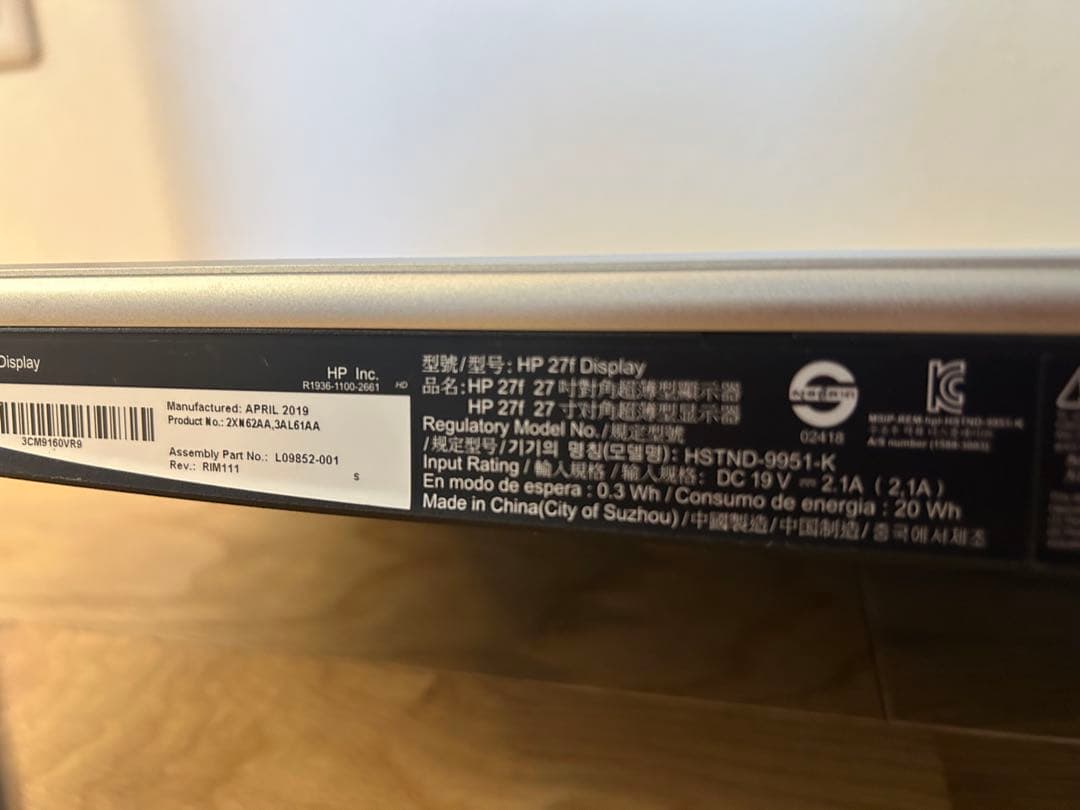 Display
HP Inc.
R1936-1100-2661 HD
3CM9160VR9
Manufactured: APRIL 2019
Product No.: 2XN62AA,3AL61AA
Assembly Part No.: L09852-001
Rev.: RIM111
S
型號/型号: HP 27f Display
品名: HP 27f 27 吋對角超薄型顯示器
HP 27f 27 寸对角超薄型显示器
Regulatory Model No./規定型號
/规定型号/기기의 명칭(모델명): HSTND-9951-K
Input Rating / 輸入規格 / 输入规格: DC 19 V ⎓ 2.1A ( 2,1A )
En modo de espera : 0.3 Wh / Consumo de energia : 20 Wh
Made in China(City of Suzhou)/中國製造/中国制造/중국에서제조
02418